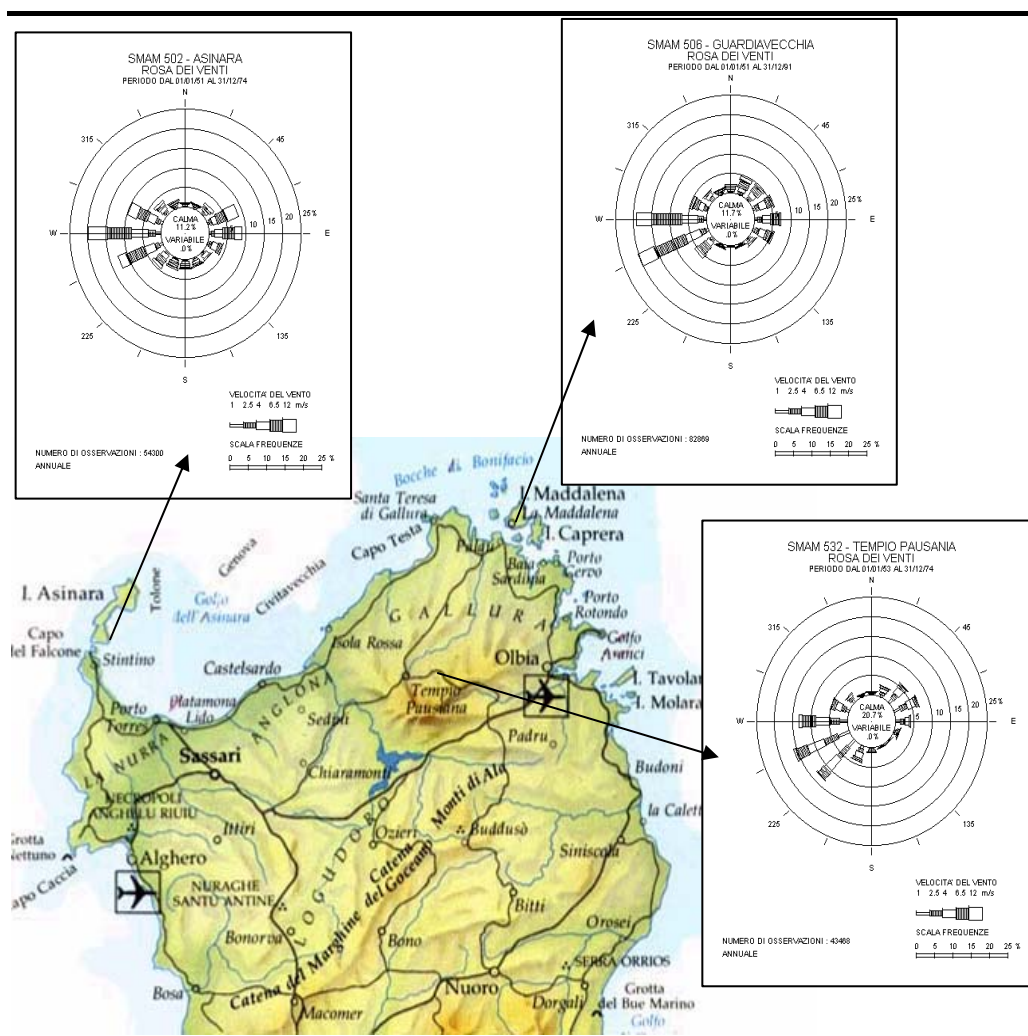 SMAM 502 - ASINARA
ROSA DEI VENTI
PERIODO DAL 01/01/51 AL 31/12/74
N
315
45
CALMA
11.2%
VARIABILE
.0%
10 15 20 25 %
W
E
225
135
S
VELOCITA' DEL VENTO
1 2.5 4 6.5 12 m/s
SCALA FREQUENZE
0 5 10 15 20 25 %
NUMERO DI OSSERVAZIONI : 54300
ANNUALE
SMAM 506 - GUARDIAVECCHIA
ROSA DEI VENTI
PERIODO DAL 01/01/51 AL 31/12/91
N
315
45
CALMA
11.7%
VARIABILE
.0%
10 15 20 25 %
W
E
225
135
S
VELOCITA' DEL VENTO
1 2.5 4 6.5 12 m/s
SCALA FREQUENZE
0 5 10 15 20 25 %
NUMERO DI OSSERVAZIONI : 82869
ANNUALE
SMAM 532 - TEMPIO PAUSANIA
ROSA DEI VENTI
PERIODO DAL 01/01/53 AL 31/12/74
N
315
45
CALMA
20.7%
VARIABILE
.0%
5 10 15 20 25 %
W
E
225
135
S
VELOCITA' DEL VENTO
1 2.5 4 6.5 12 m/s
SCALA FREQUENZE
0 5 10 15 20 25 %
NUMERO DI OSSERVAZIONI : 43468
ANNUALE
Bocche di Bonifacio
Santa Teresa
di Gallura
I. Maddalena
La Maddalena
I. Caprera
Capo Testa
Palau
Porto
Cervo
Baia
Sardinia
Porto
Rotondo
Golfo
Aranci
Genova
Civitavecchia
Tolone
I. Asinara
Golfo
dell'Asinara
Capo
del Falcone
Stintino
GALLURA
Isola Rossa
Castelsardo
Olbia
I. Tavolar
I. Molara
Platamona
Lido
Porto
Torres
ANGLONA
Sedini
Tempio
Pausania
Padru
LA NURRA
Sassari
Chiaramonti
Budoni
Monti di Ala
la Calett
NECROPOLI
ANGHELU RUIU
Ittiri
Ozieri
Buddusò
Siniscola
Grotta
Nettuno
Alghero
Capo Caccia
LOGUDORO
Catena
del Goceano
NURAGHE
SANTU ANTINE
Bitti
Orosei
Bonorva
Bono
Catena del Marghine
SERRA ORRIOS
Bosa
Nuoro
Macomer
Dorgali
Grotta
del Bue Marino
Golfo